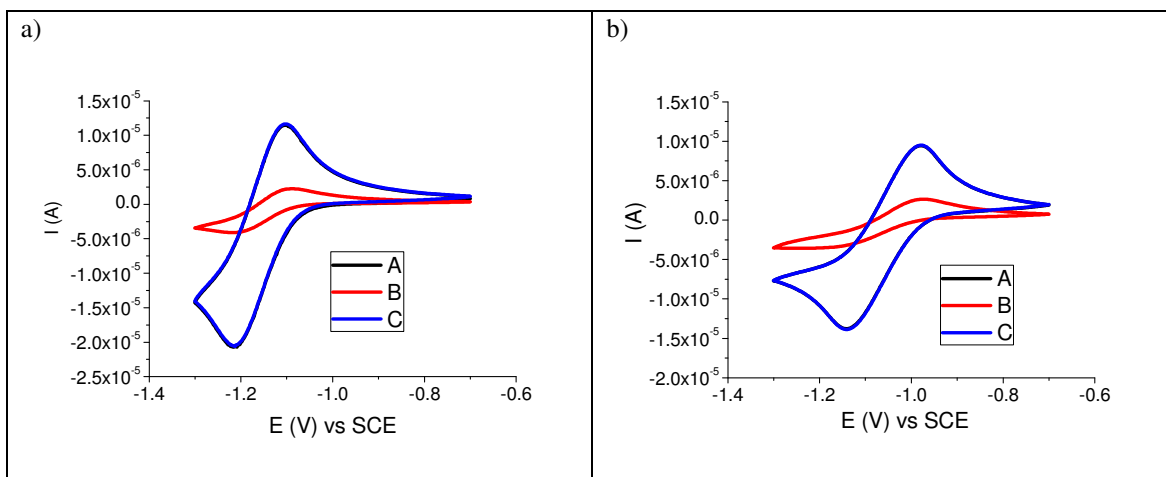 a)
1.5x10-5
1.0x10-5
5.0x10-6
0.0
-5.0x10-6
-1.0x10-5
-1.5x10-5
-2.0x10-5
-2.5x10-5
I (A)
A
B
C
-1.4 -1.2 -1.0 -0.8 -0.6
E (V) vs SCE
b)
1.5x10-5
1.0x10-5
5.0x10-6
0.0
-5.0x10-6
-1.0x10-5
-1.5x10-5
-2.0x10-5
I (A)
A
B
C
-1.4 -1.2 -1.0 -0.8 -0.6
E (V) vs SCE